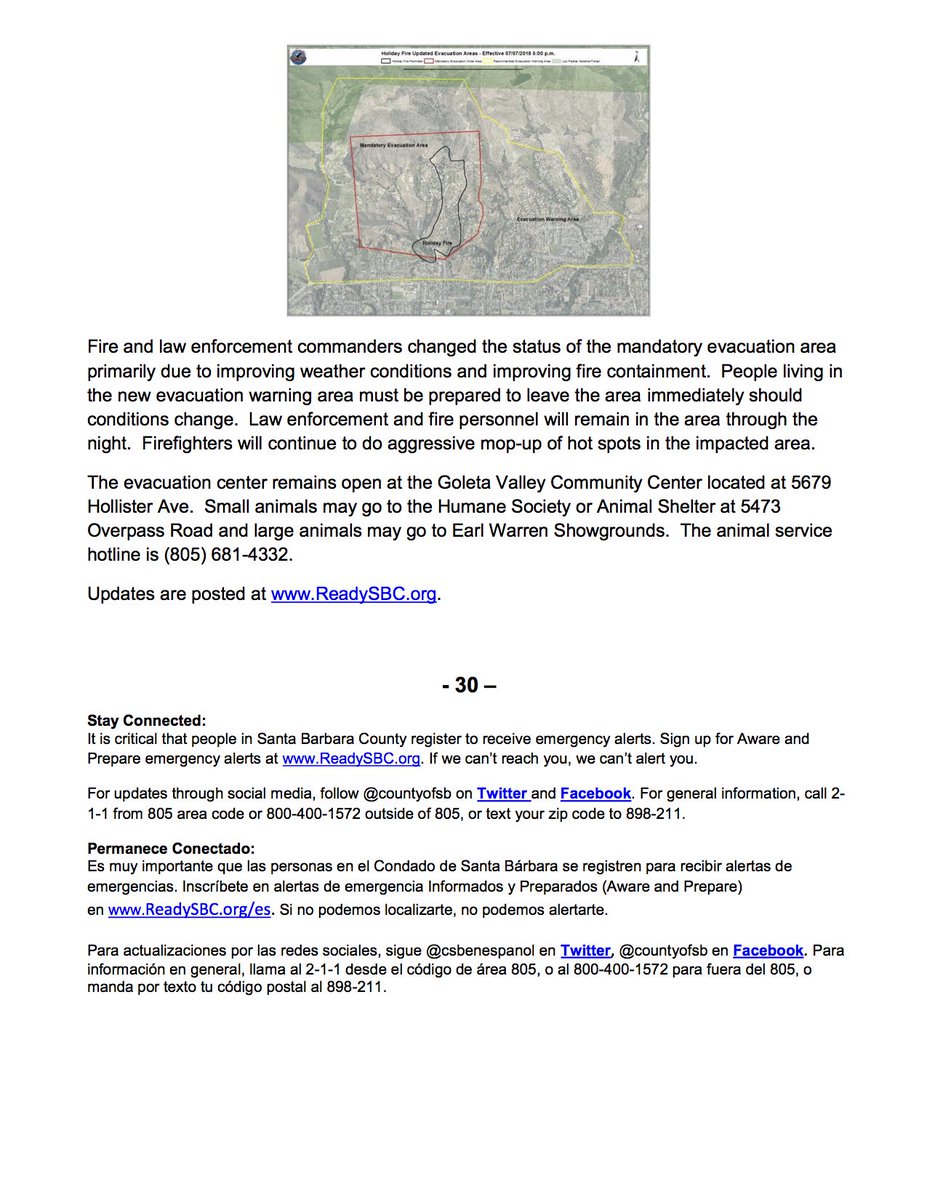 Holiday Fire Updated Evacuation Areas - Effective 07/07/2018 5:00 p.m.
Holiday Fire Perimeter Mandatory Evacuation Order Area Recommended Evacuation Warning Area Los Padres National Forest
N
Mandatory Evacuation Area
Evacuation Warning Area
Holiday Fire
Fire and law enforcement commanders changed the status of the mandatory evacuation area
primarily due to improving weather conditions and improving fire containment. People living in
the new evacuation warning area must be prepared to leave the area immediately should
conditions change. Law enforcement and fire personnel will remain in the area through the
night. Firefighters will continue to do aggressive mop-up of hot spots in the impacted area.
The evacuation center remains open at the Goleta Valley Community Center located at 5679
Hollister Ave. Small animals may go to the Humane Society or Animal Shelter at 5473
Overpass Road and large animals may go to Earl Warren Showgrounds. The animal service
hotline is (805) 681-4332.
Updates are posted at www.ReadySBC.org.
- 30 –
Stay Connected:
It is critical that people in Santa Barbara County register to receive emergency alerts. Sign up for Aware and
Prepare emergency alerts at www.ReadySBC.org. If we can’t reach you, we can’t alert you.
For updates through social media, follow @countyofsb on Twitter and Facebook. For general information, call 2-
1-1 from 805 area code or 800-400-1572 outside of 805, or text your zip code to 898-211.
Permanece Conectado:
Es muy importante que las personas en el Condado de Santa Bárbara se registren para recibir alertas de
emergencias. Inscríbete en alertas de emergencia Informados y Preparados (Aware and Prepare)
en www.ReadySBC.org/es. Si no podemos localizarte, no podemos alertarte.
Para actualizaciones por las redes sociales, sigue @csbenespanol en Twitter, @countyofsb en Facebook. Para
información en general, llama al 2-1-1 desde el código de área 805, o al 800-400-1572 para fuera del 805, o
manda por texto tu código postal al 898-211.